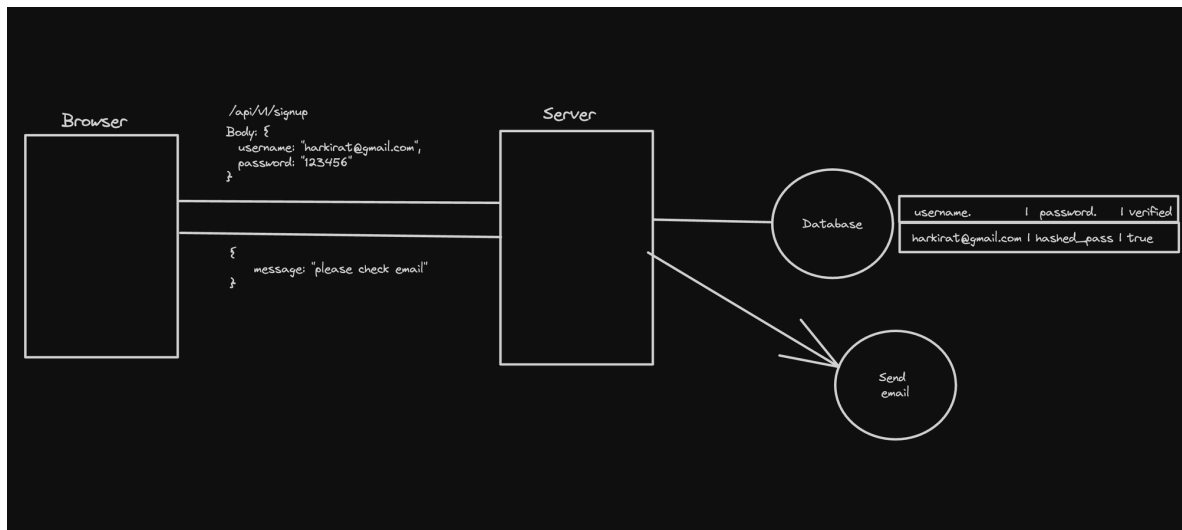 Browser
/api/v1/signup
Body: {
username: "harkirat@gmail.com",
password: "123456"
}
{
message: "please check email"
}
Server
Database
username. | password. | verified
harkirat@gmail.com | hashed_pass | true
Send
email